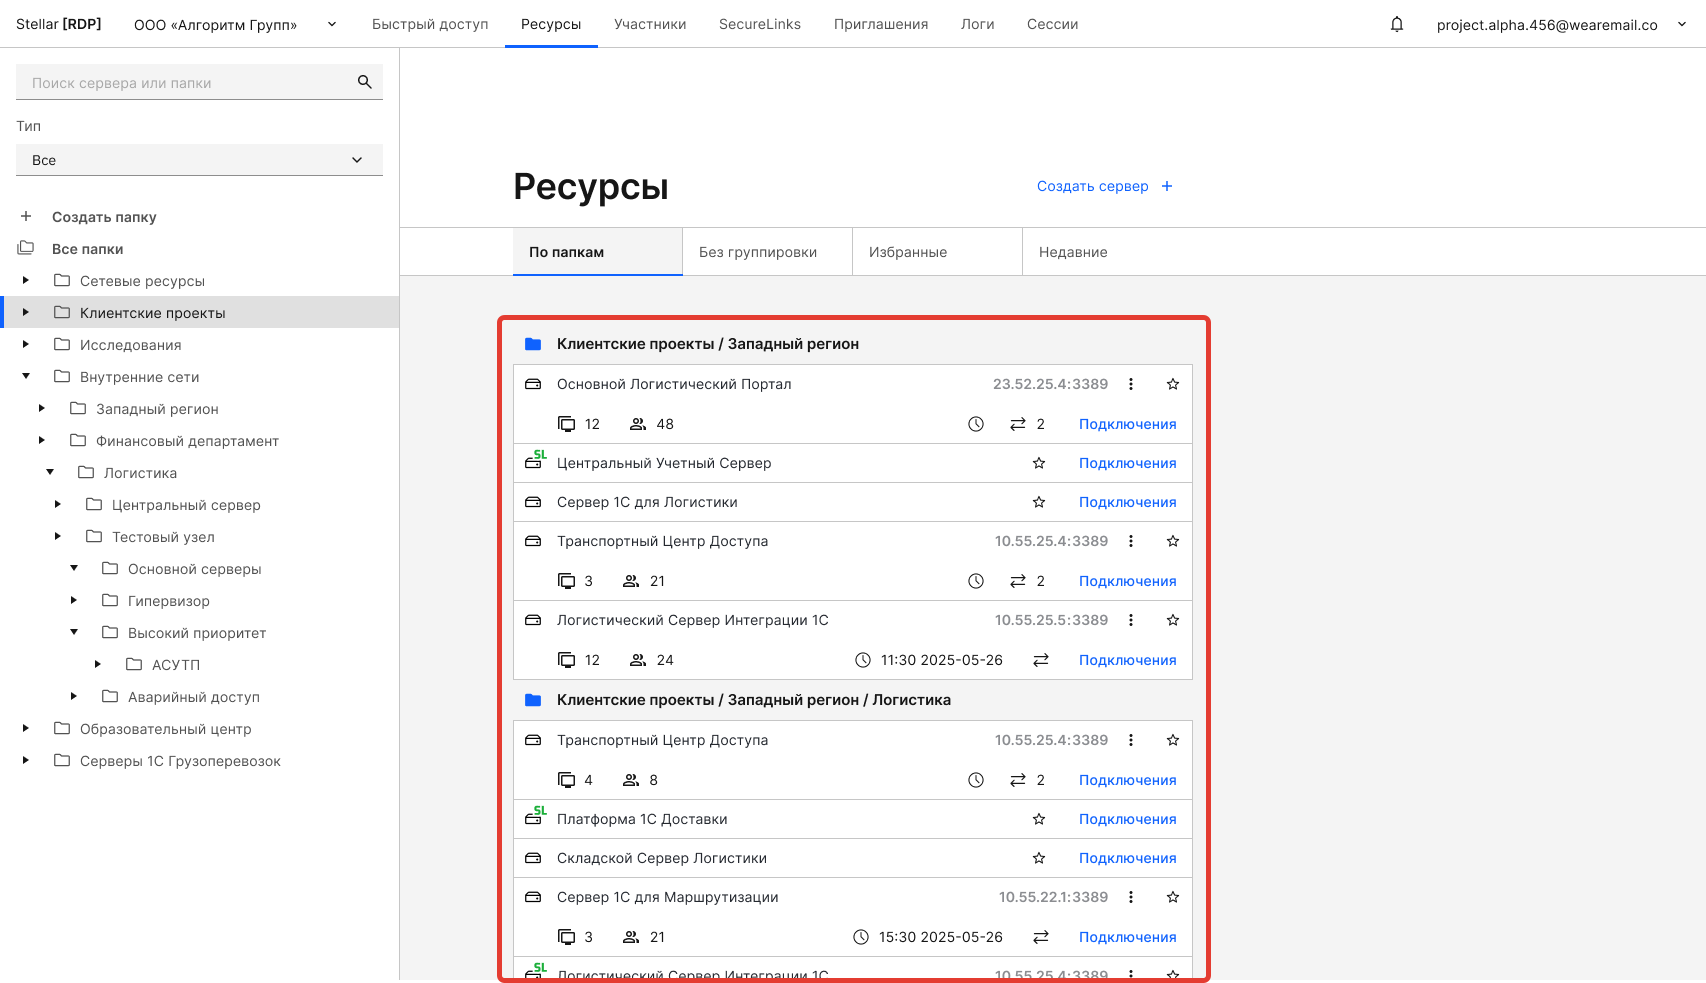 Stellar [RDP] ООО «Алгоритм Групп» Быстрый доступ Ресурсы Участники SecureLinks Приглашения Логи Сессии project.alpha.456@wearemail.co
Поиск сервера или папки
Тип
Все
Создать папку
Все папки
Сетевые ресурсы
Клиентские проекты
Исследования
Внутренние сети
Западный регион
Финансовый департамент
Логистика
Центральный сервер
Тестовый узел
Основной серверы
Гипервизор
Высокий приоритет
АСУТП
Аварийный доступ
Образовательный центр
Серверы 1С Грузоперевозок
Ресурсы
Создать сервер +
По папкам Без группировки Избранные Недавние
Клиентские проекты / Западный регион
Основной Логистический Портал 23.52.25.4:3389
12 48 2 Подключения
SL
Центральный Учетный Сервер Подключения
Сервер 1С для Логистики Подключения
Транспортный Центр Доступа 10.55.25.4:3389
3 21 2 Подключения
Логистический Сервер Интеграции 1С 10.55.25.5:3389
12 24 11:30 2025-05-26 Подключения
Клиентские проекты / Западный регион / Логистика
Транспортный Центр Доступа 10.55.25.4:3389
4 8 2 Подключения
SL
Платформа 1С Доставки Подключения
Складской Сервер Логистики Подключения
Сервер 1С для Маршрутизации 10.55.22.1:3389
3 21 15:30 2025-05-26 Подключения
SL
Логистический Сервер Интеграции 1С 10.55.25.4:3389